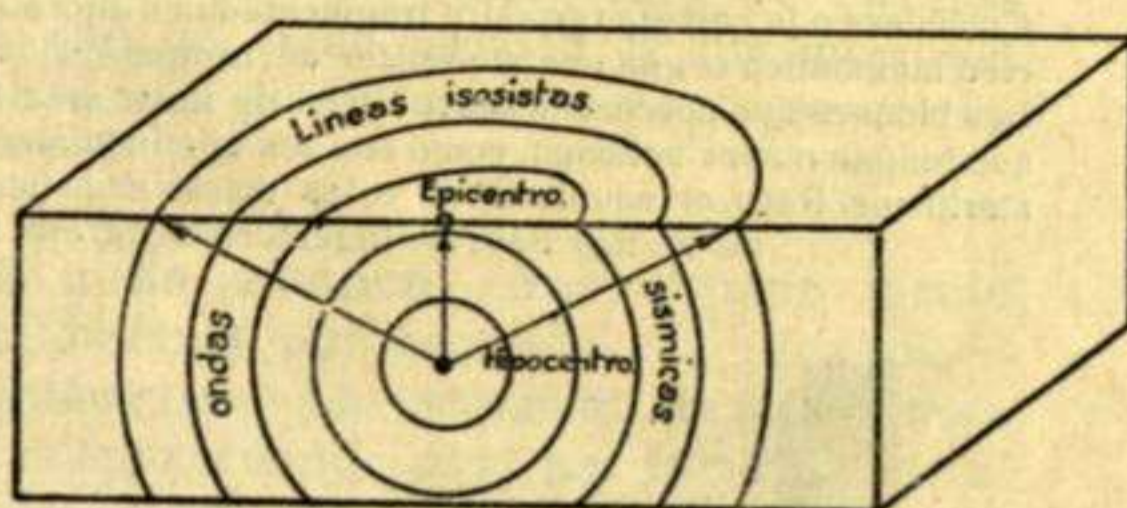 Lineas isosistas.
Epicentro.
Hipocentro.
ondas
sismicas